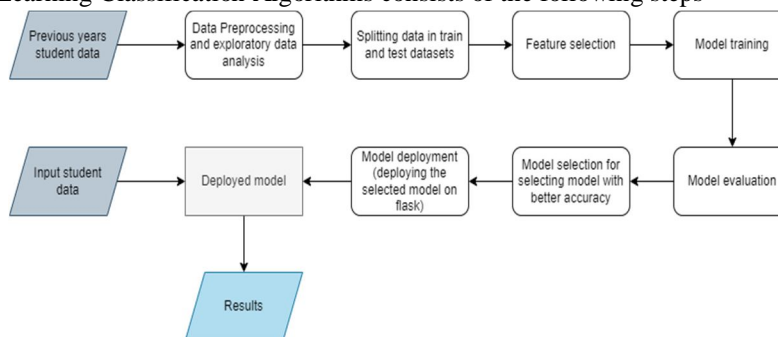 Learning Classification Algorithms consists of the following steps
Previous years
student data
Data Preprocessing
and exploratory data
analysis
Splitting data in train
and test datasets
Feature selection
Model training
Input student
data
Deployed model
Model deployment
(deploying the
selected model on
flask)
Model selection for
selecting model with
better accuracy
Model evaluation
Results